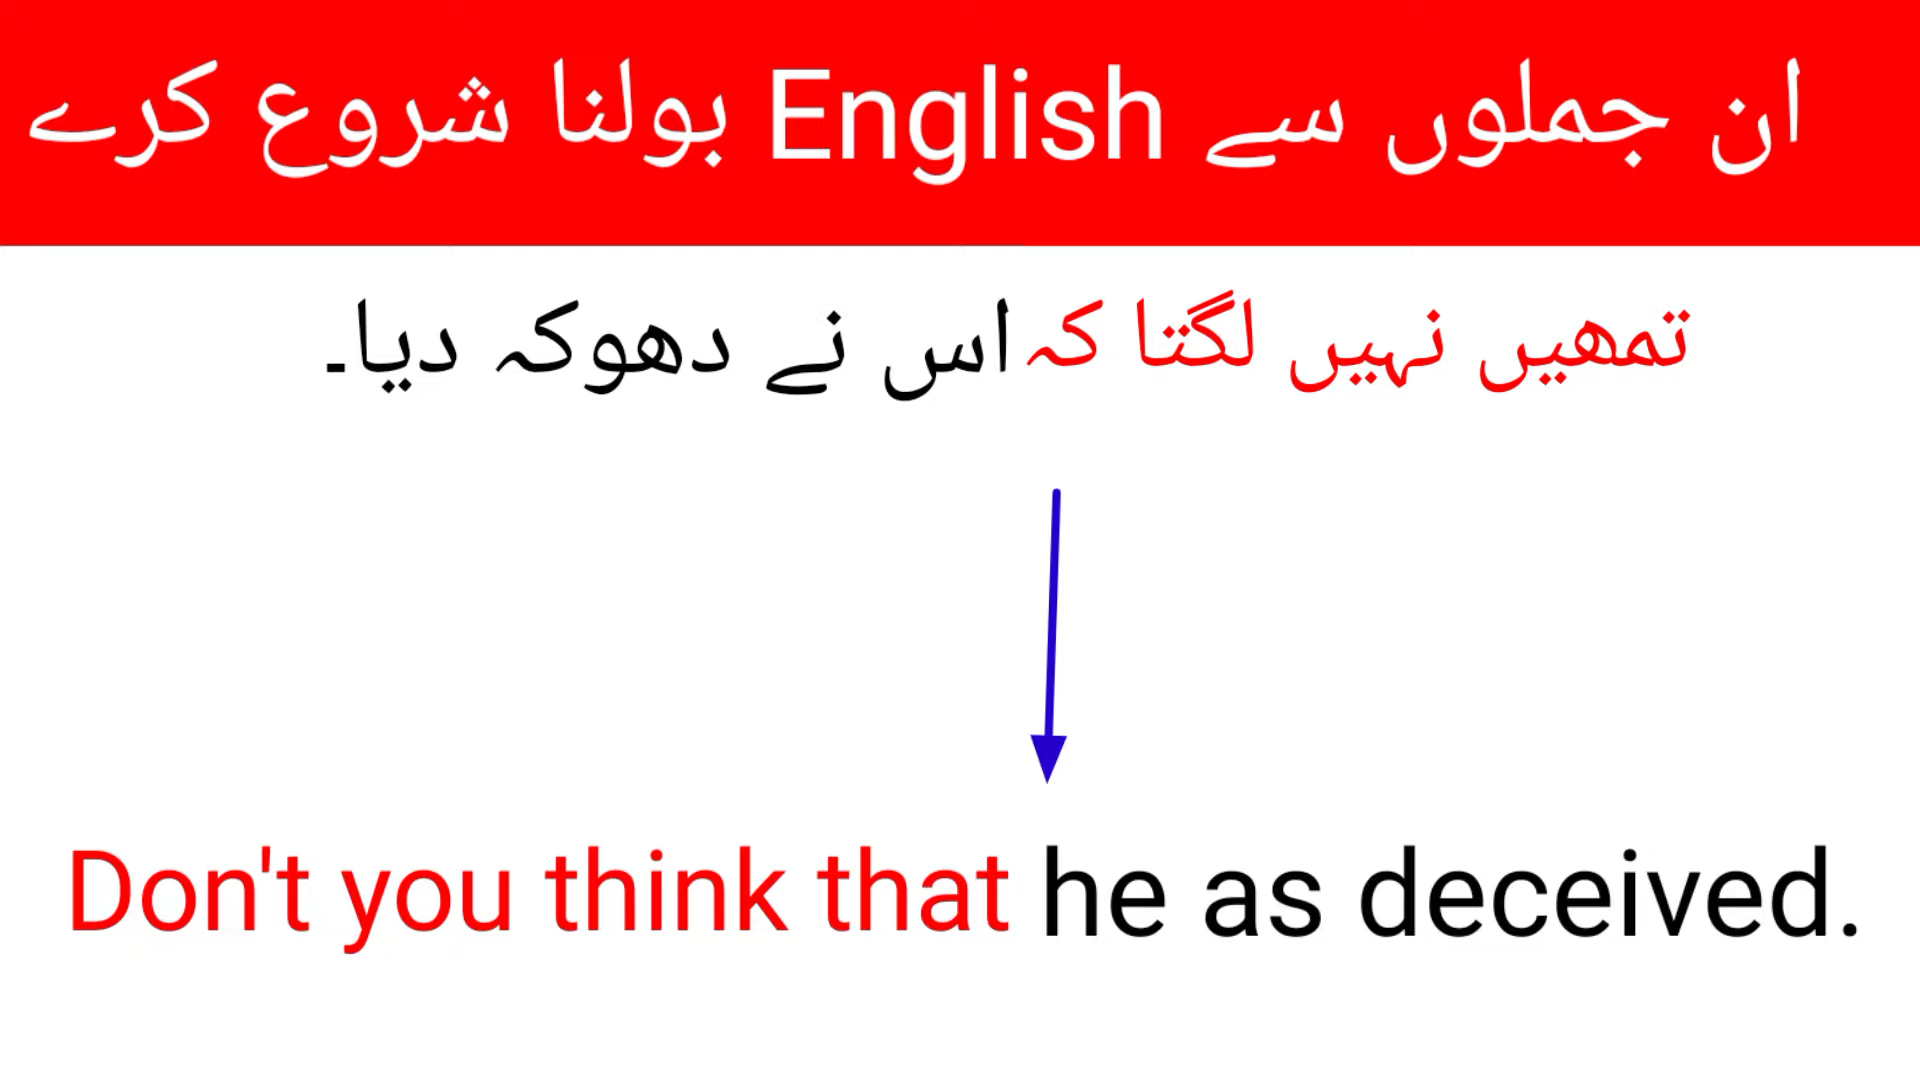 ان جملوں سے English بولنا شروع کرے
تمھیں نہیں لگتا کہ اس نے دھوکہ دیا۔
Don't you think that he as deceived.